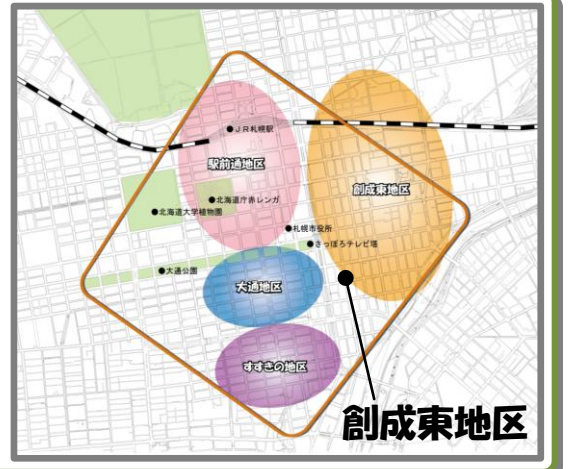 ●JR札幌駅
駅前通地区
創成東地区
●北海道庁赤レンガ
●北海道大学植物園
●札幌市役所
●さっぽろテレビ塔
●大通公園
大通地区
すすきの地区
創成東地区